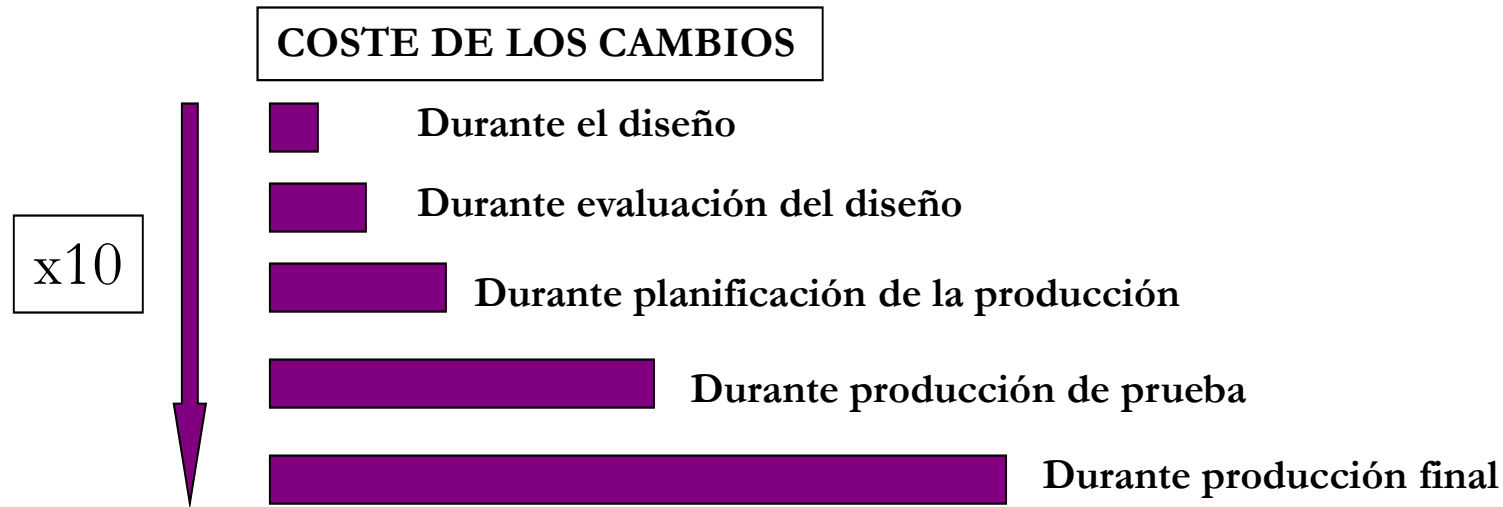 COSTE DE LOS CAMBIOS
Durante el diseño
Durante evaluación del diseño
x10
Durante planificación de la producción
Durante producción de prueba
Durante producción final